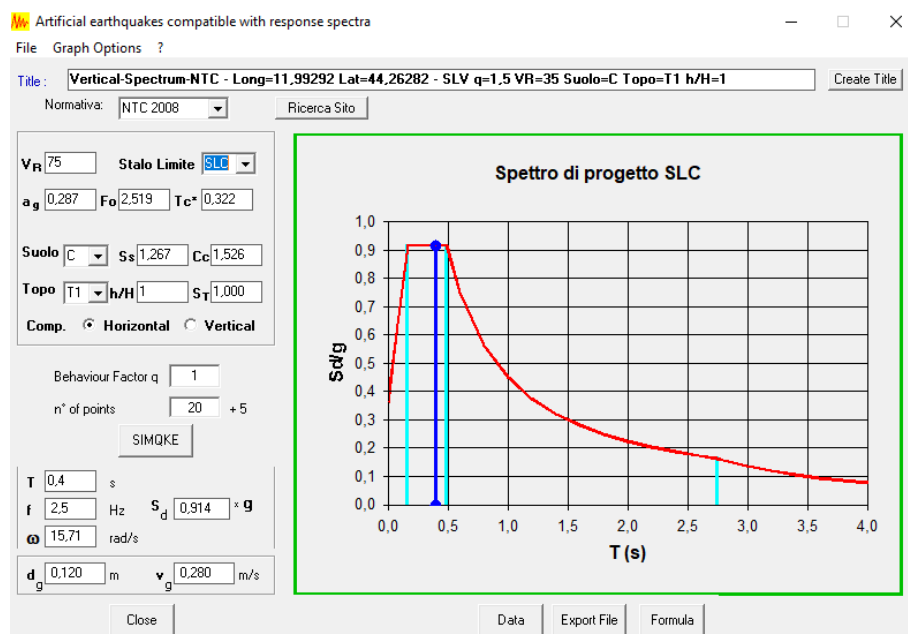 Artificial earthquakes compatible with response spectra
File Graph Options ?
Title : Vertical-Spectrum-NTC - Long=11,99292 Lat=44,26282 - SLV q=1,5 VR=35 Suolo=C Topo=T1 h/H=1 Create Title
Normativa: NTC 2008 Ricerca Sito
VR 75 Stalo Limite SLC
ag 0,287 Fo 2,519 Tc* 0,322
Suolo C Ss 1,267 Cc 1,526
Topo T1 h/H 1 ST 1,000
Comp. Horizontal Vertical
Behaviour Factor q 1
n° of points 20 + 5
SIMQKE
T 0,4 s
f 2,5 Hz Sd 0,914 * g
ω 15,71 rad/s
dg 0,120 m vg 0,280 m/s
Close
Spettro di progetto SLC
Sd/g
1,0
0,9
0,8
0,7
0,6
0,5
0,4
0,3
0,2
0,1
0,0
0,0 0,5 1,0 1,5 2,0 2,5 3,0 3,5 4,0
T (s)
Data Export File Formula